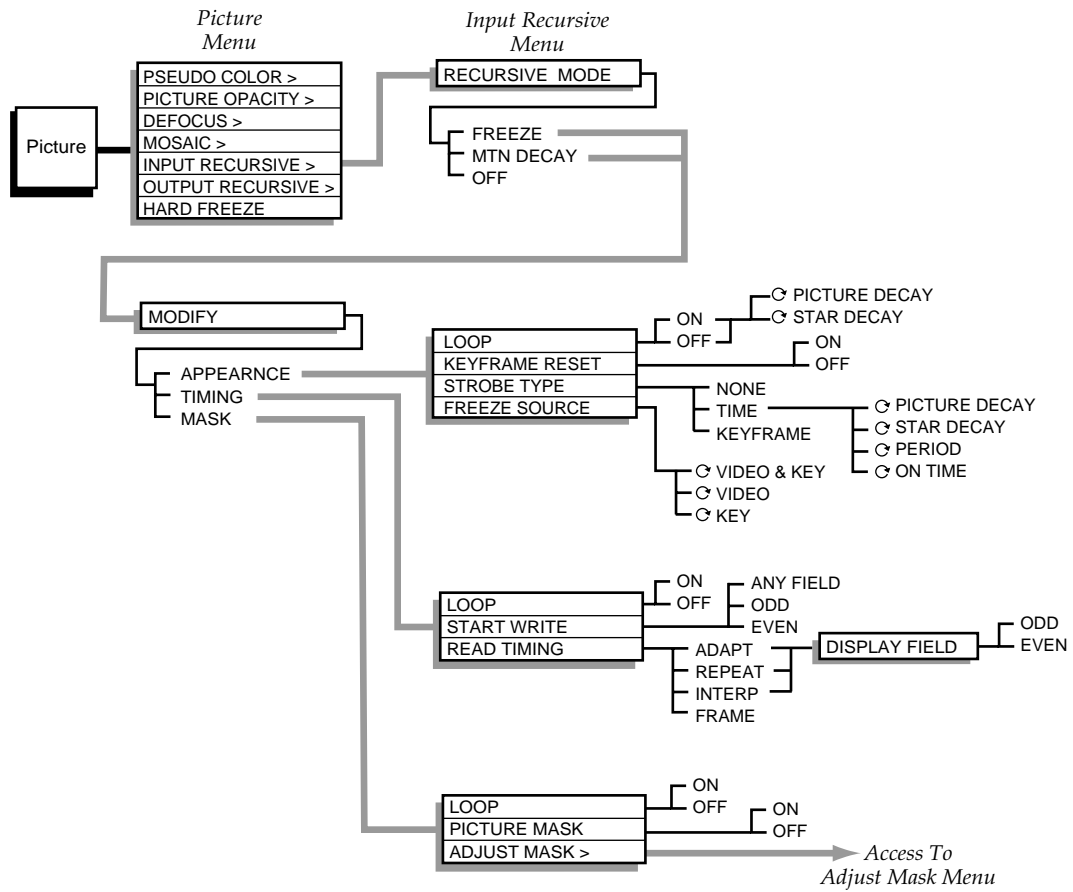 Picture
Menu
Input Recursive
Menu
Picture
PSEUDO COLOR >
PICTURE OPACITY >
DEFOCUS >
MOSAIC >
INPUT RECURSIVE >
OUTPUT RECURSIVE >
HARD FREEZE
RECURSIVE MODE
FREEZE
MTN DECAY
OFF
MODIFY
APPEARNCE
TIMING
MASK
LOOP
KEYFRAME RESET
STROBE TYPE
FREEZE SOURCE
ON
OFF
PICTURE DECAY
STAR DECAY
ON
OFF
NONE
TIME
KEYFRAME
PICTURE DECAY
STAR DECAY
PERIOD
ON TIME
VIDEO & KEY
VIDEO
KEY
LOOP
START WRITE
READ TIMING
ON
OFF
ANY FIELD
ODD
EVEN
ADAPT
REPEAT
INTERP
FRAME
DISPLAY FIELD
ODD
EVEN
LOOP
PICTURE MASK
ADJUST MASK >
ON
OFF
ON
OFF
Access To
Adjust Mask Menu